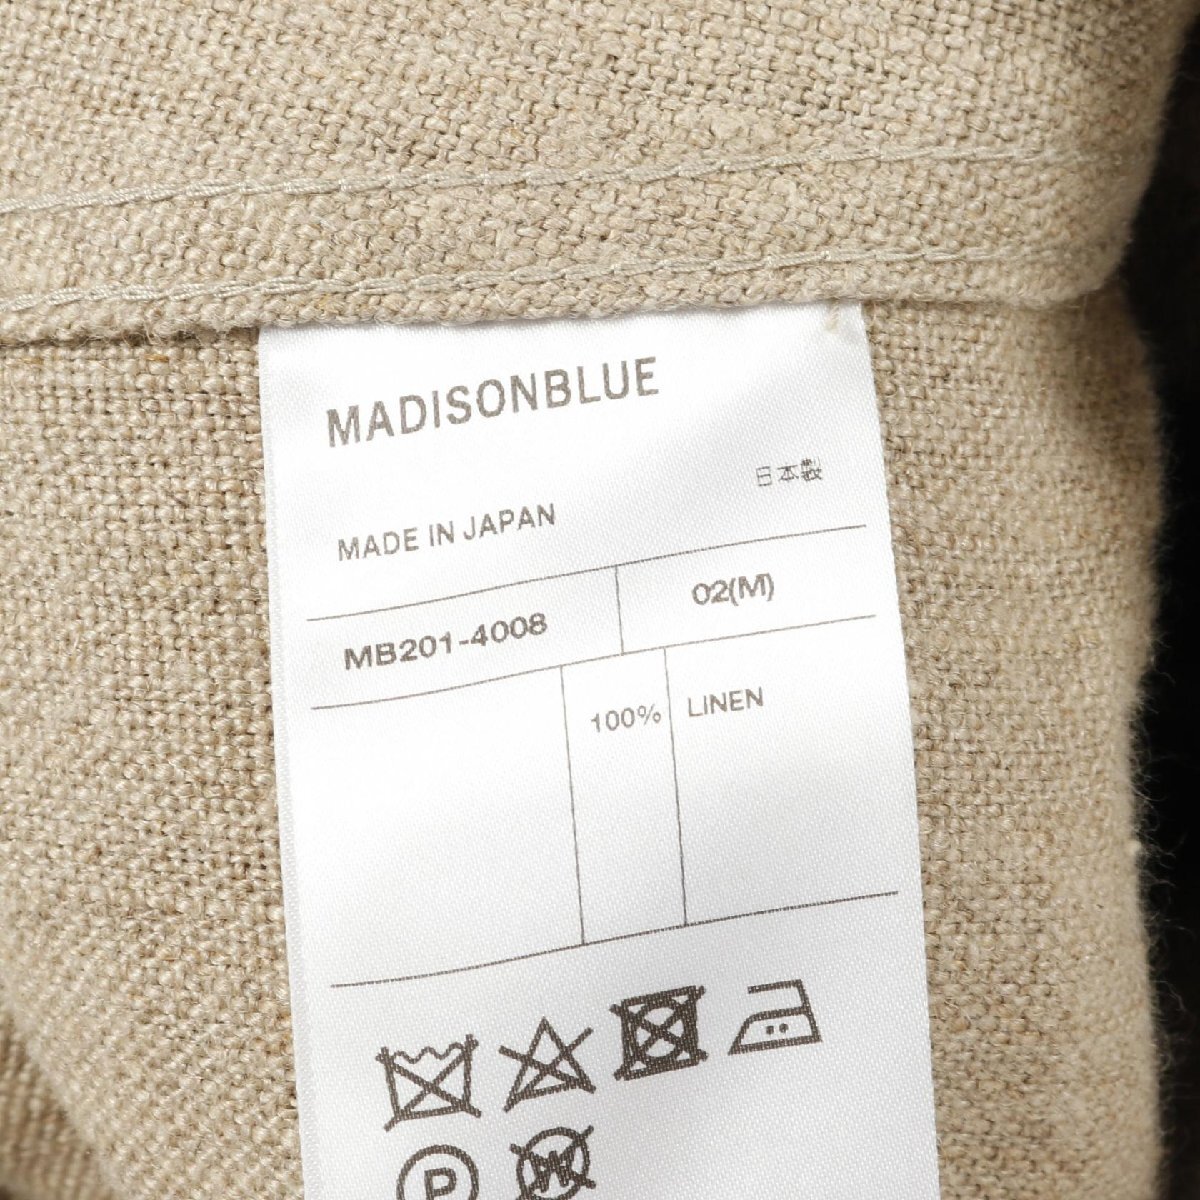 MADISONBLUE
日本製
MADE IN JAPAN
MB201-4008 02(M)
100% LINEN
P
W